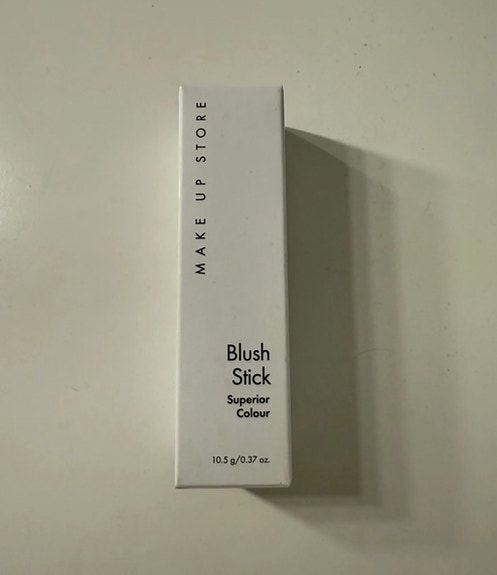 MAKE UP STORE
Blush
Stick
Superior
Colour
10.5 g/0.37 oz.